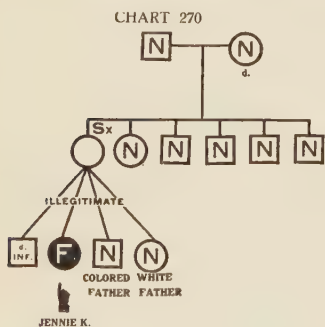 CHART 270
N N
d.
Sx
N N N N N
ILLEGITIMATE
d. INF. F N N
COLORED WHITE
FATHER FATHER
JENNIE K.